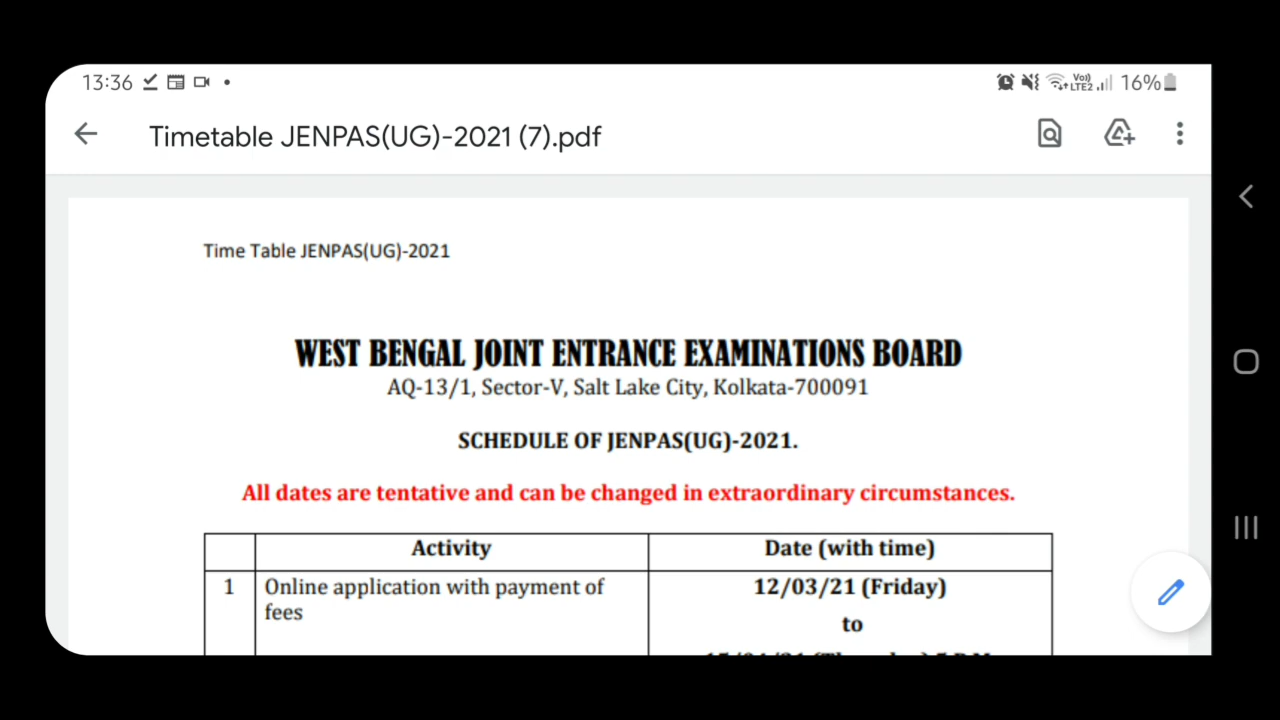 13:36
Vo))
LTE2
16%
Timetable JENPAS(UG)-2021 (7).pdf
Time Table JENPAS(UG)-2021
WEST BENGAL JOINT ENTRANCE EXAMINATIONS BOARD
AQ-13/1, Sector-V, Salt Lake City, Kolkata-700091
SCHEDULE OF JENPAS(UG)-2021.
All dates are tentative and can be changed in extraordinary circumstances.
Activity Date (with time)
1 Online application with payment of 12/03/21 (Friday)
fees
to